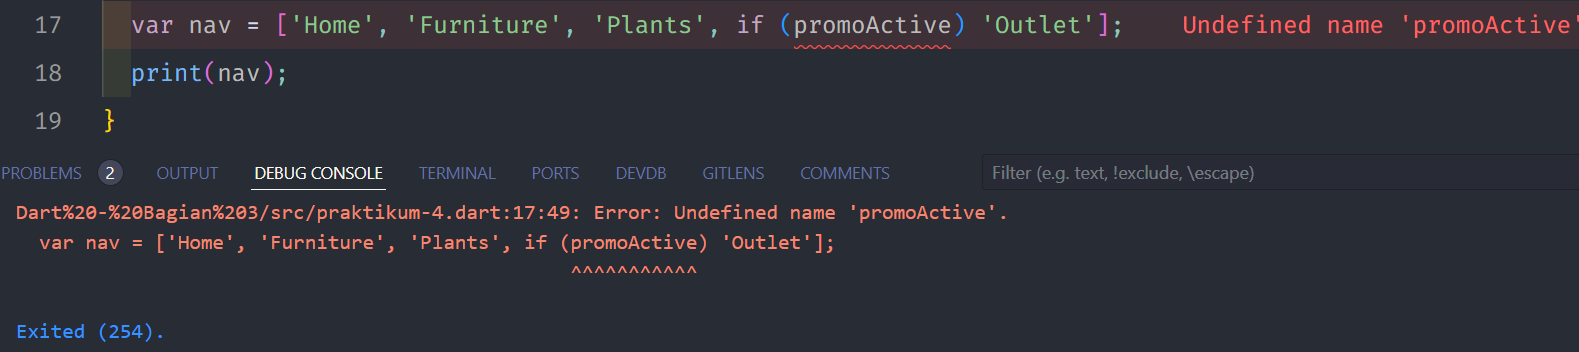 17 var nav = ['Home', 'Furniture', 'Plants', if (promoActive) 'Outlet']; Undefined name 'promoActive'
18 print(nav);
19 }
PROBLEMS 2 OUTPUT DEBUG CONSOLE TERMINAL PORTS DEVDB GITLENS COMMENTS Filter (e.g. text, !exclude, \escape)
Dart%20-%20Bagian%203/src/praktikum-4.dart:17:49: Error: Undefined name 'promoActive'.
var nav = ['Home', 'Furniture', 'Plants', if (promoActive) 'Outlet'];
^^^^^^^^^^^
Exited (254).